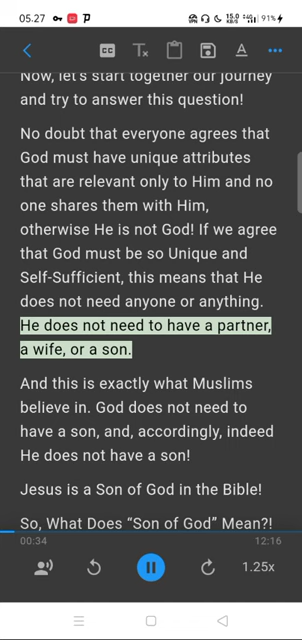 05.27
15.0
KB/S
91%
CC
Now, let's start together our journey
and try to answer this question!
No doubt that everyone agrees that
God must have unique attributes
that are relevant only to Him and no
one shares them with Him,
otherwise He is not God! If we agree
that God must be so Unique and
Self-Sufficient, this means that He
does not need anyone or anything.
He does not need to have a partner,
a wife, or a son.
And this is exactly what Muslims
believe in. God does not need to
have a son, and, accordingly, indeed
He does not have a son!
Jesus is a Son of God in the Bible!
So, What Does “Son of God” Mean?!
00:34
12:16
1.25x